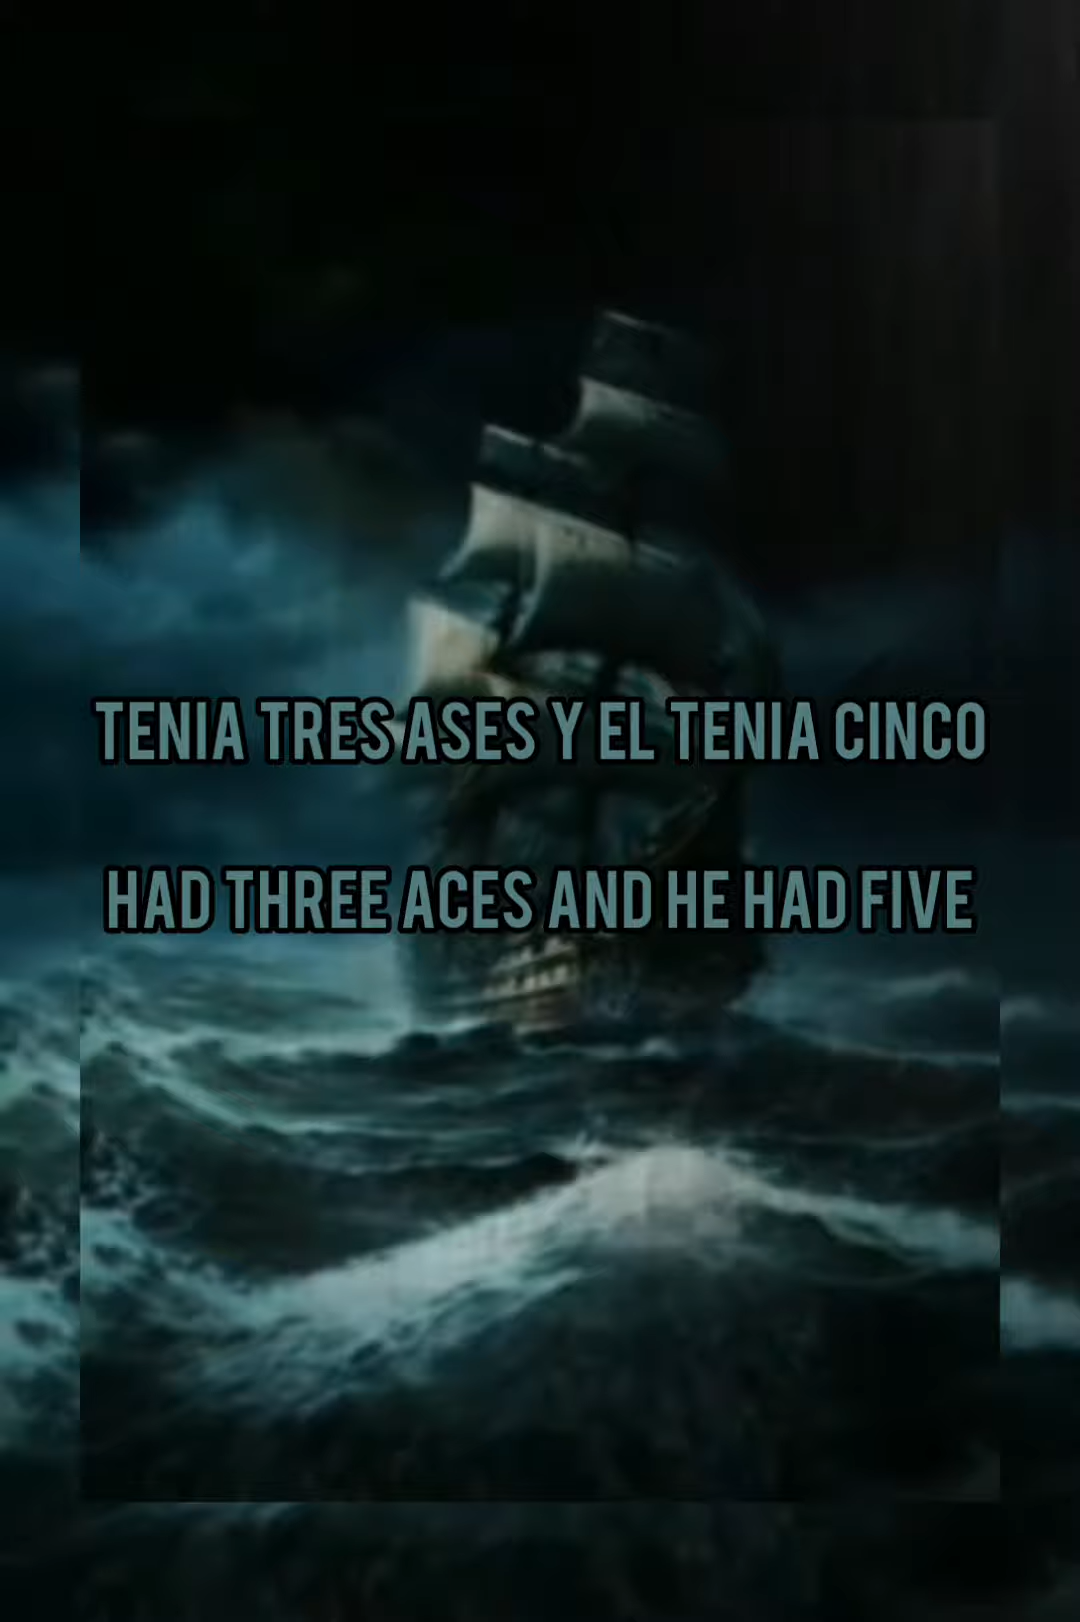 TENIA TRES ASES Y EL TENIA CINCO
HAD THREE ACES AND HE HAD FIVE